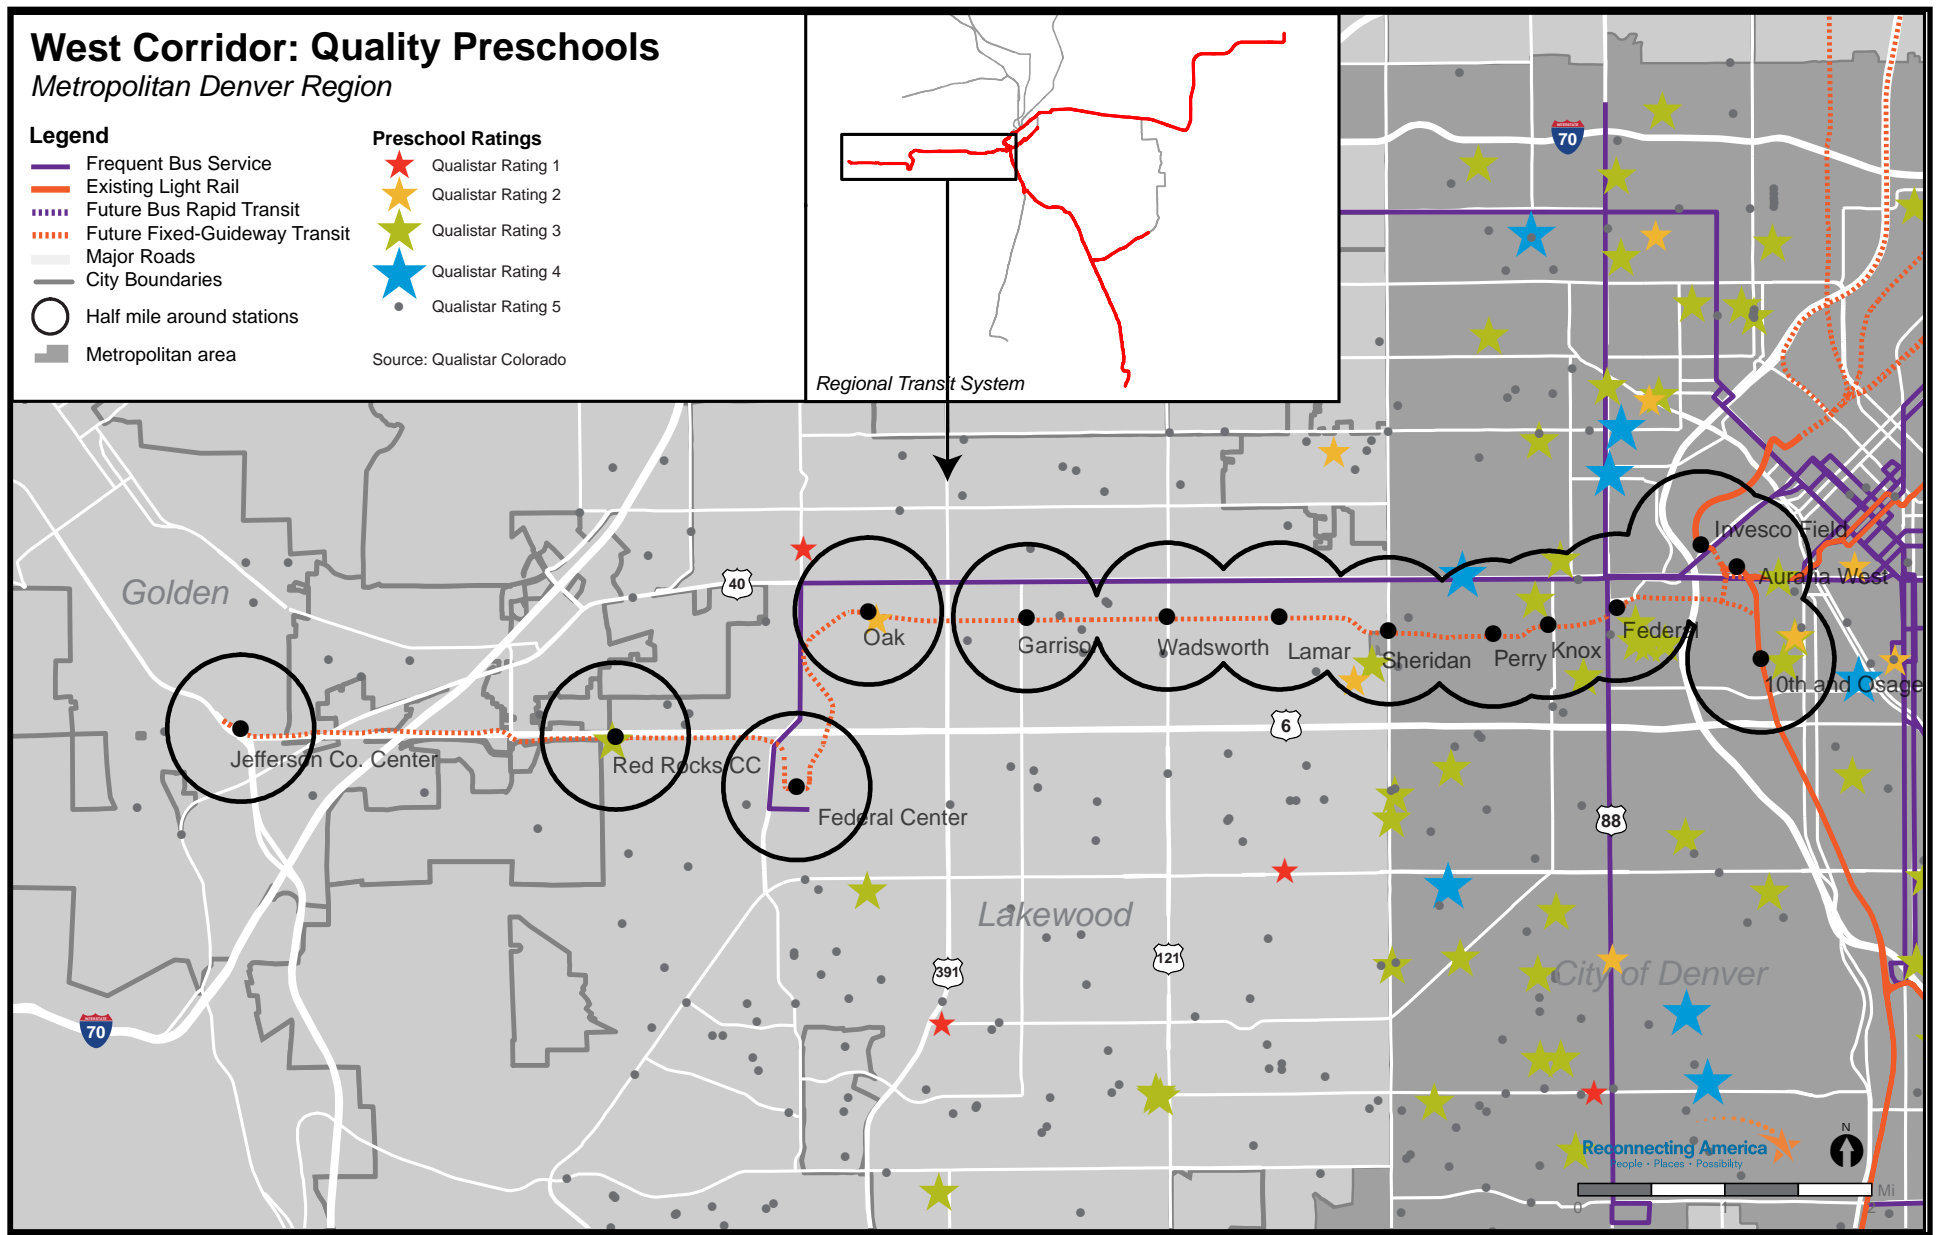 West Corridor: Quality Preschools
Metropolitan Denver Region
Legend
Frequent Bus Service
Existing Light Rail
Future Bus Rapid Transit
Future Fixed-Guideway Transit
Major Roads
City Boundaries
Half mile around stations
Metropolitan area
Preschool Ratings
Qualistar Rating 1
Qualistar Rating 2
Qualistar Rating 3
Qualistar Rating 4
Qualistar Rating 5
Source: Qualistar Colorado
Regional Transit System
INTERSTATE
70
Golden
40
Invesco Field
Auraria West
Oak
Garrison
Wadsworth
Lamar
Sheridan
Perry
Knox
Federal
10th and Osage
6
Jefferson Co. Center
Red Rocks CC
Federal Center
88
Lakewood
391
121
City of Denver
INTERSTATE
70
Reconnecting America
People • Places • Possibility
N
Mi
0
1
2